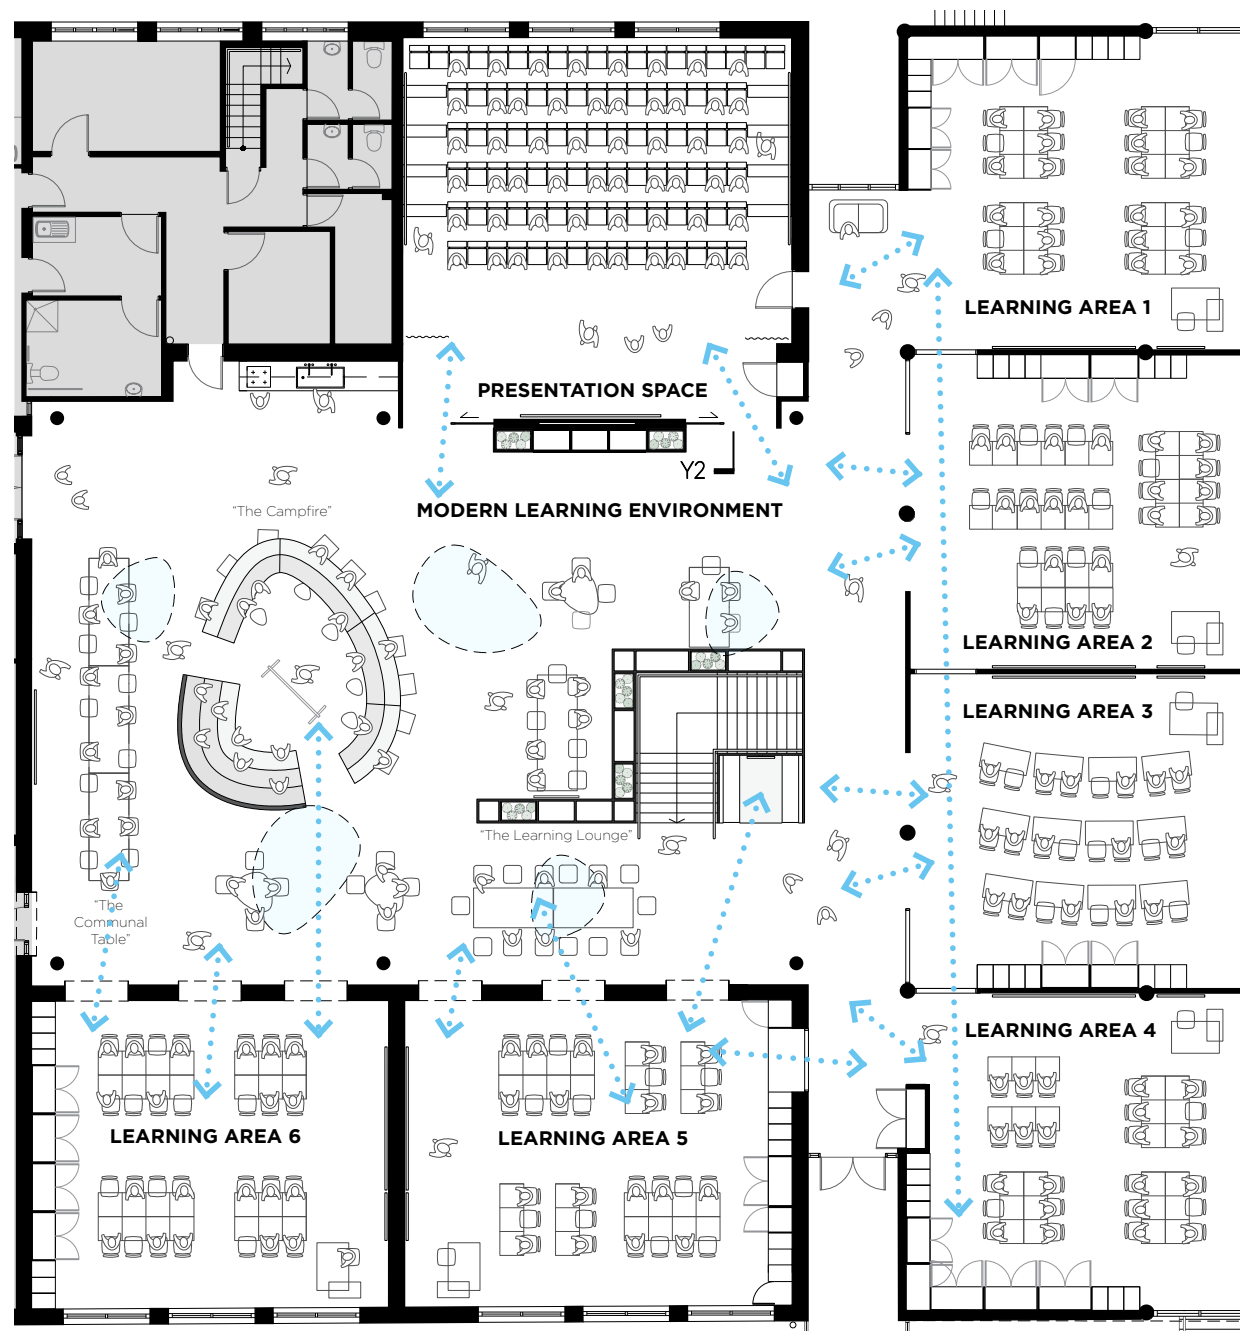 LEARNING AREA 1
PRESENTATION SPACE
Y2
MODERN LEARNING ENVIRONMENT
"The Campfire"
LEARNING AREA 2
LEARNING AREA 3
"The Learning Lounge"
"The
Communal
Table"
LEARNING AREA 4
LEARNING AREA 6
LEARNING AREA 5